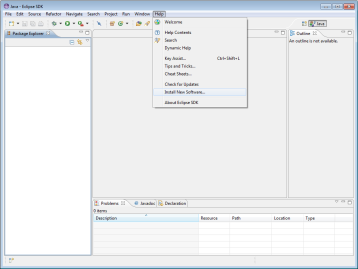 Java - Eclipse SDK
File Edit Source Refactor Navigate Search Project Run Window Help
Welcome
Help Contents
Search
Dynamic Help
Key Assist... Ctrl+Shift+L
Tips and Tricks...
Cheat Sheets...
Check for Updates
Install New Software...
About Eclipse SDK
Java
Package Explorer
Outline
An outline is not available.
Problems Javadoc Declaration
0 items
Description Resource Path Location Type